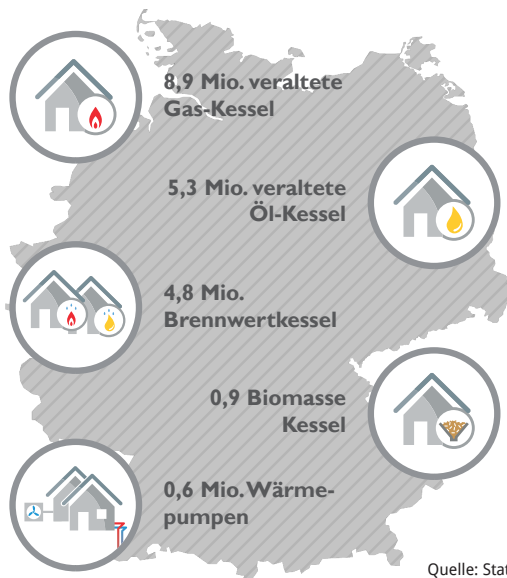 8,9 Mio. veraltete
Gas-Kessel
5,3 Mio. veraltete
Öl-Kessel
4,8 Mio.
Brennwertkessel
0,9 Biomasse
Kessel
0,6 Mio. Wärme-
pumpen
Quelle: Stat